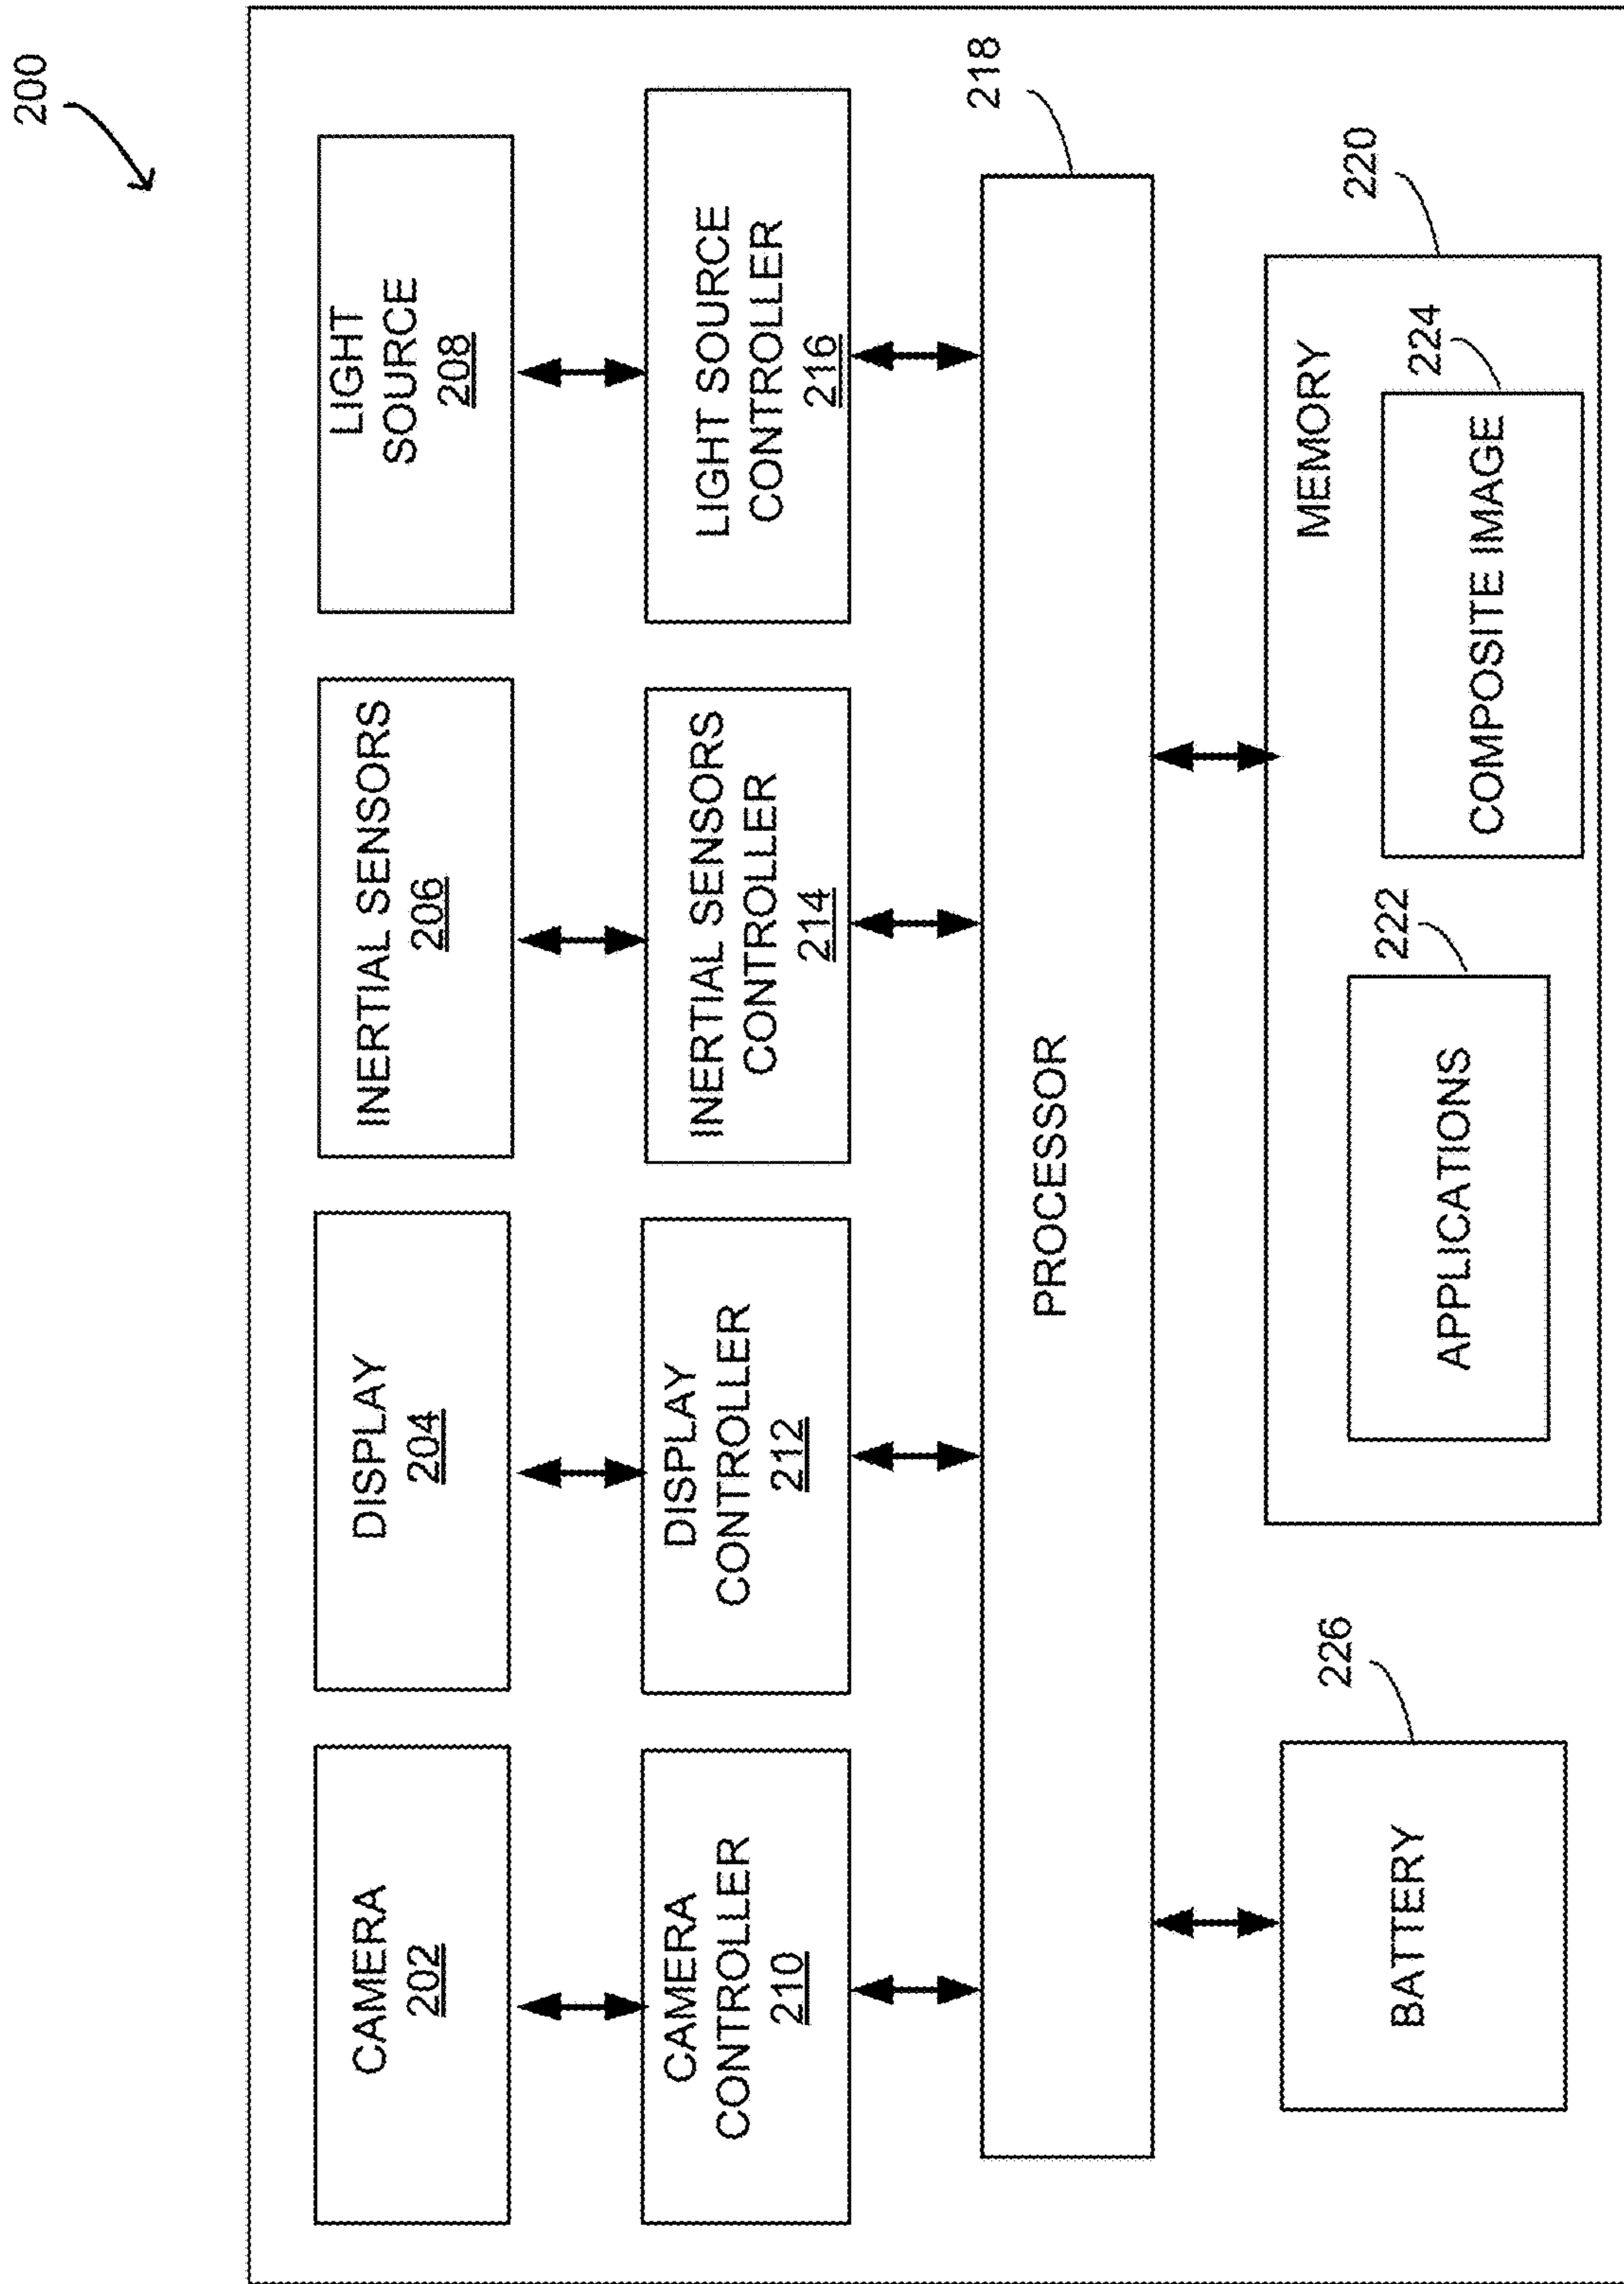 200
CAMERA
202
DISPLAY
204
INERTIAL SENSORS
206
LIGHT
SOURCE
208
CAMERA
CONTROLLER
210
DISPLAY
CONTROLLER
212
INERTIAL SENSORS
CONTROLLER
214
LIGHT SOURCE
CONTROLLER
216
218
PROCESSOR
226
BATTERY
220
MEMORY
222
APPLICATIONS
224
COMPOSITE IMAGE